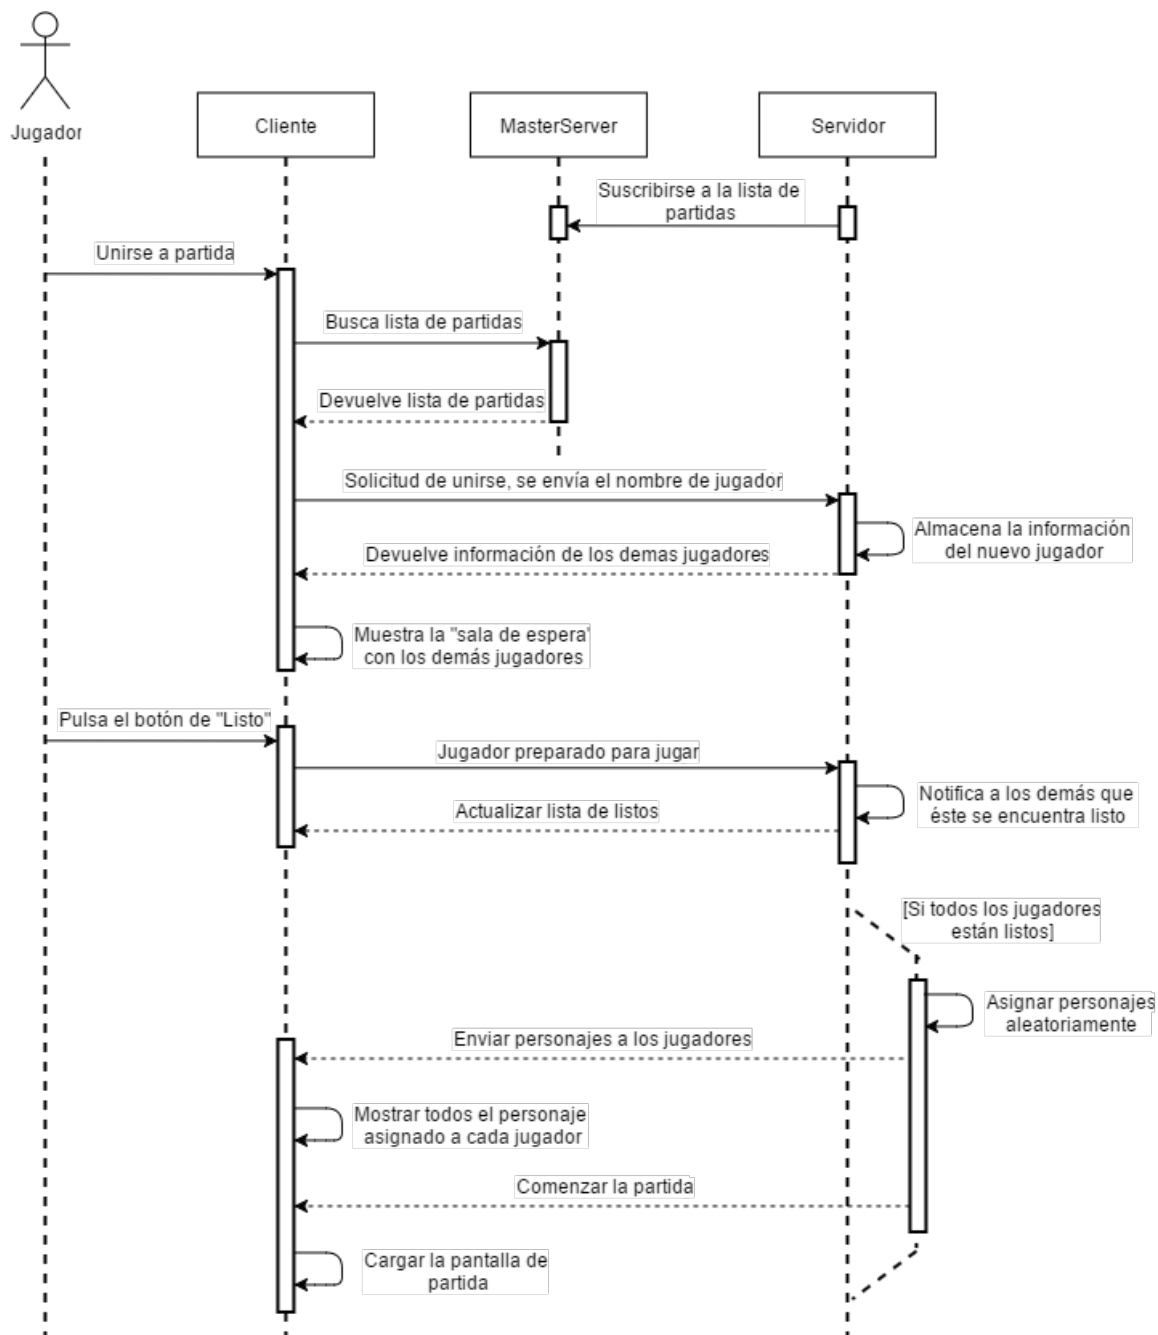 Jugador
Cliente
MasterServer
Servidor
Suscribirse a la lista de
partidas
Unirse a partida
Busca lista de partidas
Devuelve lista de partidas
Solicitud de unirse, se envía el nombre de jugador
Almacena la información
del nuevo jugador
Devuelve información de los demas jugadores
Muestra la "sala de espera"
con los demás jugadores
Pulsa el botón de "Listo"
Jugador preparado para jugar
Notifica a los demás que
éste se encuentra listo
Actualizar lista de listos
[Si todos los jugadores
están listos]
Asignar personajes
aleatoriamente
Enviar personajes a los jugadores
Mostrar todos el personaje
asignado a cada jugador
Comenzar la partida
Cargar la pantalla de
partida